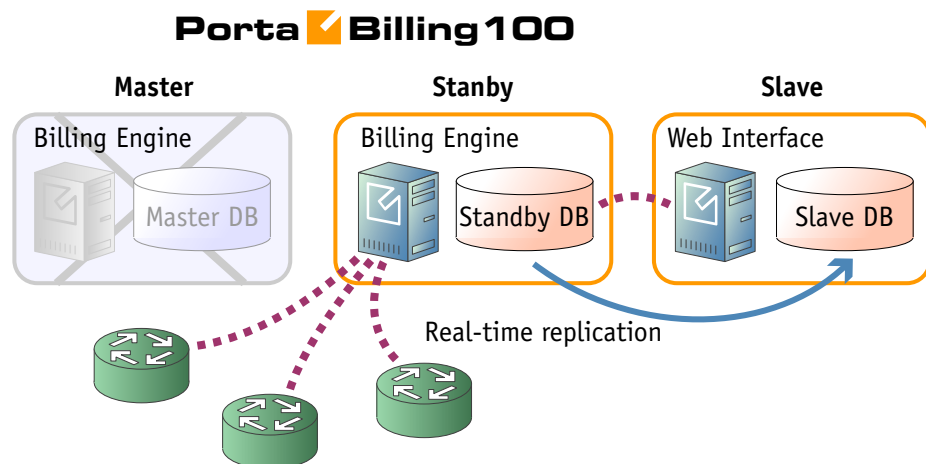 Porta Billing100
Master
Stanby
Slave
Billing Engine
Master DB
Billing Engine
Standby DB
Web Interface
Slave DB
Real-time replication